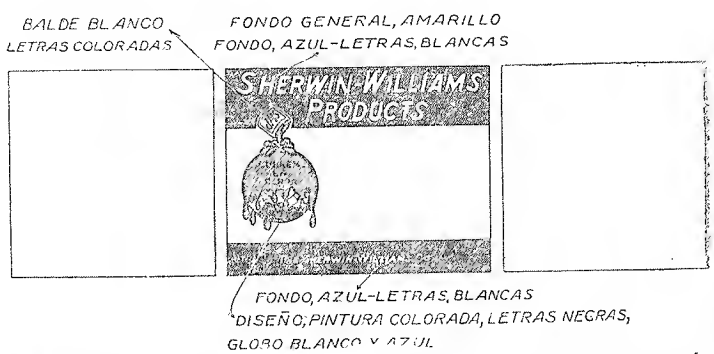 BALDE BLANCO
LETRAS COLORADAS
FONDO GENERAL, AMARILLO
FONDO, AZUL-LETRAS, BLANCAS
SHERWIN-WILLIAMS
PRODUCTS
FONDO, AZUL-LETRAS, BLANCAS
DISEÑO; PINTURA COLORADA, LETRAS NEGRAS,
GLOBO BLANCO Y AZUL